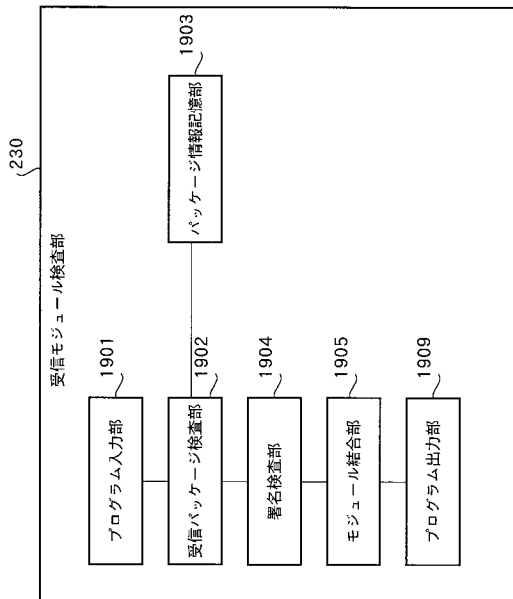 230
受信モジュール検査部
1901
プログラム入力部
1902
受信パッケージ検査部
1903
パッケージ情報記憶部
1904
署名検査部
1905
モジュール結合部
1909
プログラム出力部